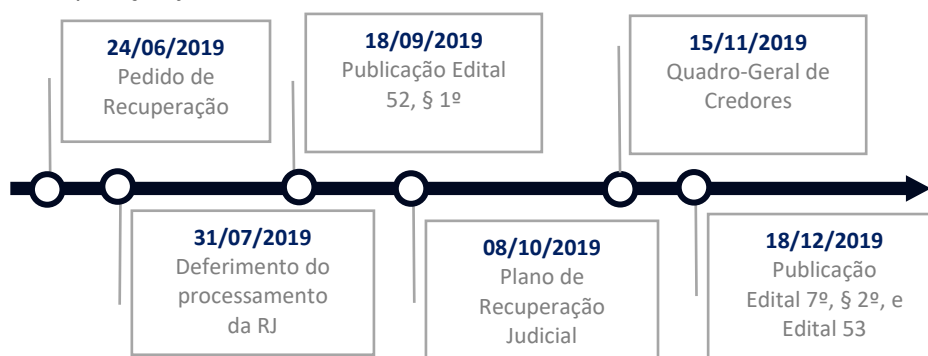 24/06/2019
Pedido de
Recuperação
18/09/2019
Publicação Edital
52, § 1º
15/11/2019
Quadro-Geral de
Credores
31/07/2019
Deferimento do
processamento
da RJ
08/10/2019
Plano de
Recuperação
Judicial
18/12/2019
Publicação
Edital 7º, § 2º, e
Edital 53